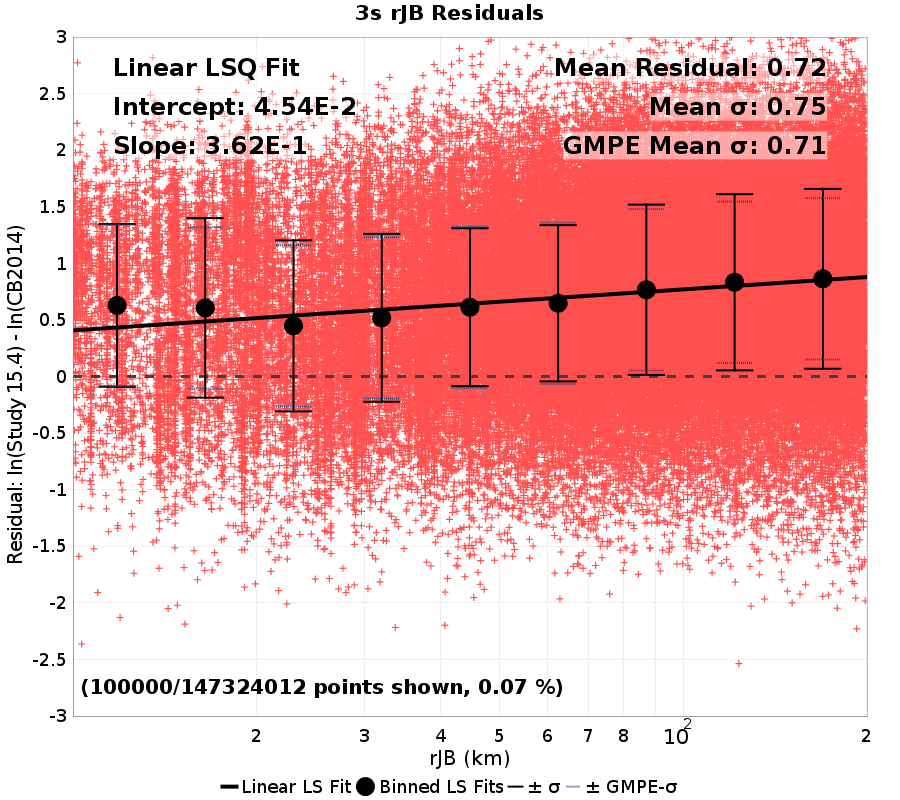 3s rJB Residuals
Linear LSQ Fit
Intercept: 4.54E-2
Slope: 3.62E-1
Mean Residual: 0.72
Mean σ: 0.75
GMPE Mean σ: 0.71
Residual: ln(Study 15.4) - ln(CB2014)
3
2.5
2
1.5
1
0.5
0
-0.5
-1
-1.5
-2
-2.5
-3
(100000/147324012 points shown, 0.07 %)
2 3 4 5 6 7 8 10² 2
rJB (km)
Linear LS Fit Binned LS Fits ± σ ± GMPE-σ